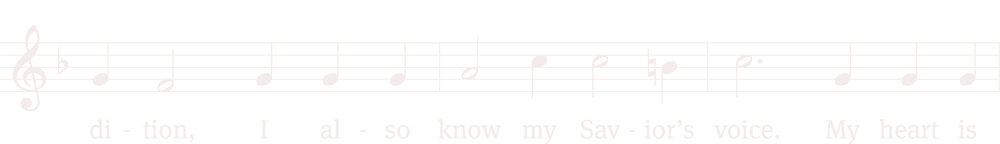 di - tion, I al - so know my Sav - ior’s voice. My heart is